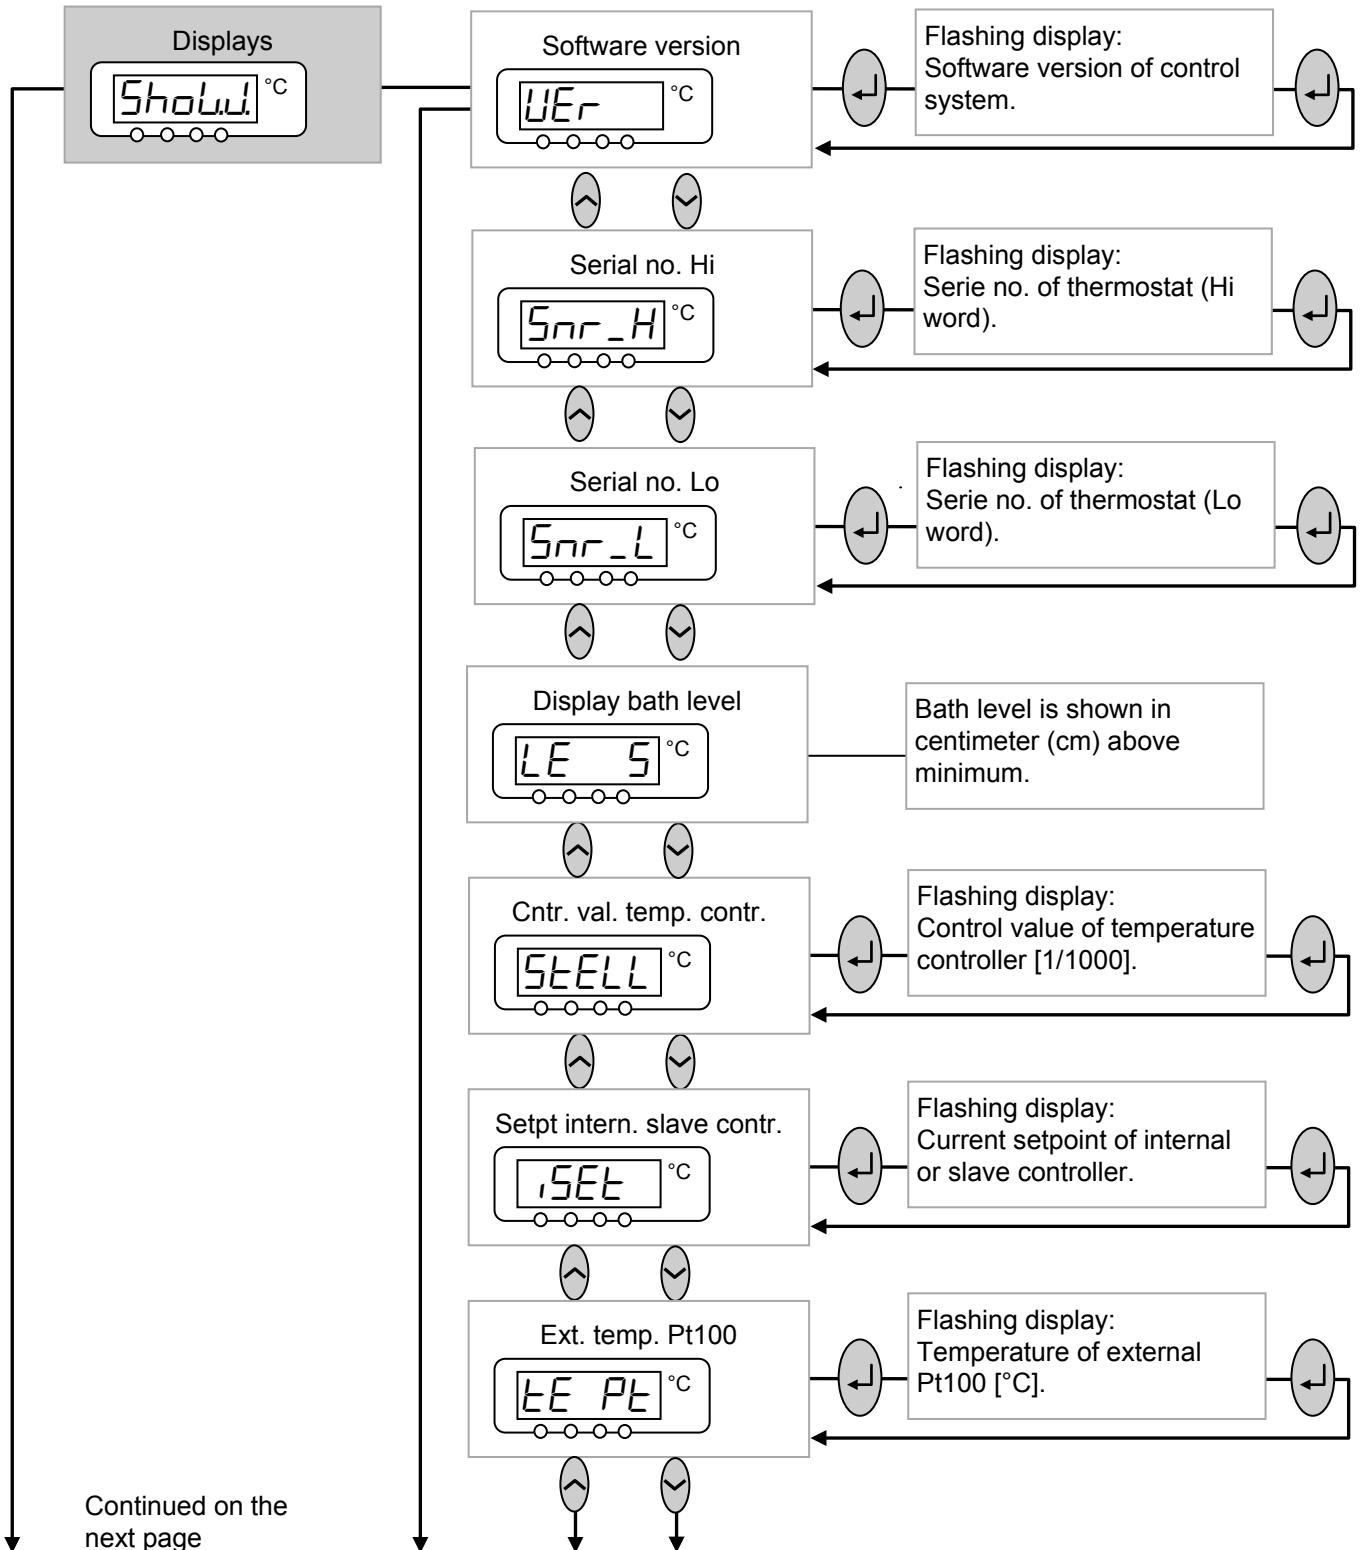 Displays
ShoW.
°C
Software version
VEr
°C
Flashing display:
Software version of control
system.
Serial no. Hi
Snr_H
°C
Flashing display:
Serie no. of thermostat (Hi
word).
Serial no. Lo
Snr_L
°C
Flashing display:
Serie no. of thermostat (Lo
word).
Display bath level
LE 5
°C
Bath level is shown in
centimeter (cm) above
minimum.
Cntr. val. temp. contr.
StELL
°C
Flashing display:
Control value of temperature
controller [1/1000].
Setpt intern. slave contr.
iSEt
°C
Flashing display:
Current setpoint of internal
or slave controller.
Ext. temp. Pt100
tE Pt
°C
Flashing display:
Temperature of external
Pt100 [°C].
Continued on the
next page